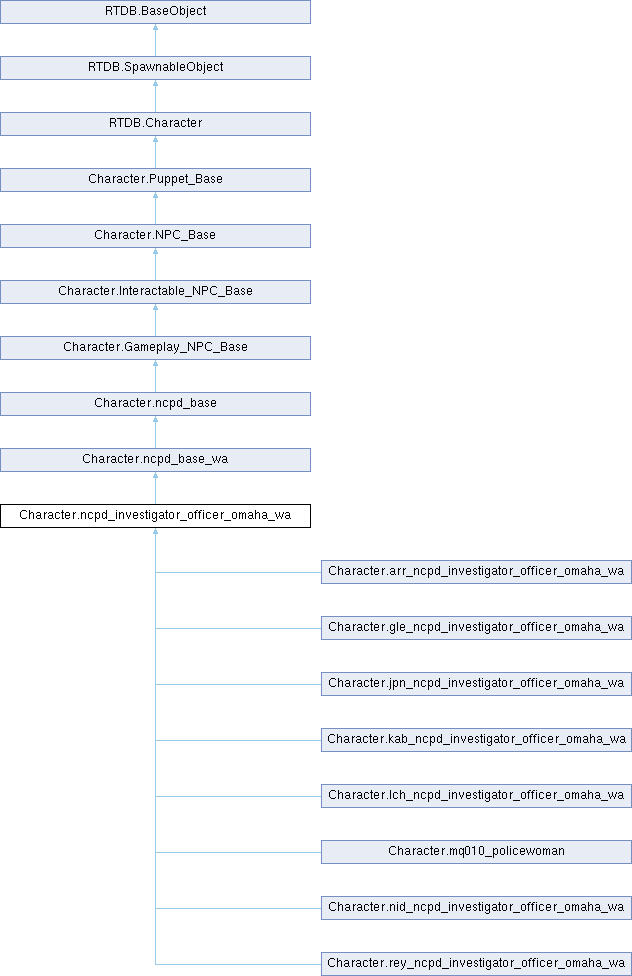 RTDB.BaseObject
RTDB.SpawnableObject
RTDB.Character
Character.Puppet_Base
Character.NPC_Base
Character.Interactable_NPC_Base
Character.Gameplay_NPC_Base
Character.ncpd_base
Character.ncpd_base_wa
Character.ncpd_investigator_officer_omaha_wa
Character.arr_ncpd_investigator_officer_omaha_wa
Character.gle_ncpd_investigator_officer_omaha_wa
Character.jpn_ncpd_investigator_officer_omaha_wa
Character.kab_ncpd_investigator_officer_omaha_wa
Character.lch_ncpd_investigator_officer_omaha_wa
Character.mq010_policewoman
Character.nid_ncpd_investigator_officer_omaha_wa
Character.rey_ncpd_investigator_officer_omaha_wa